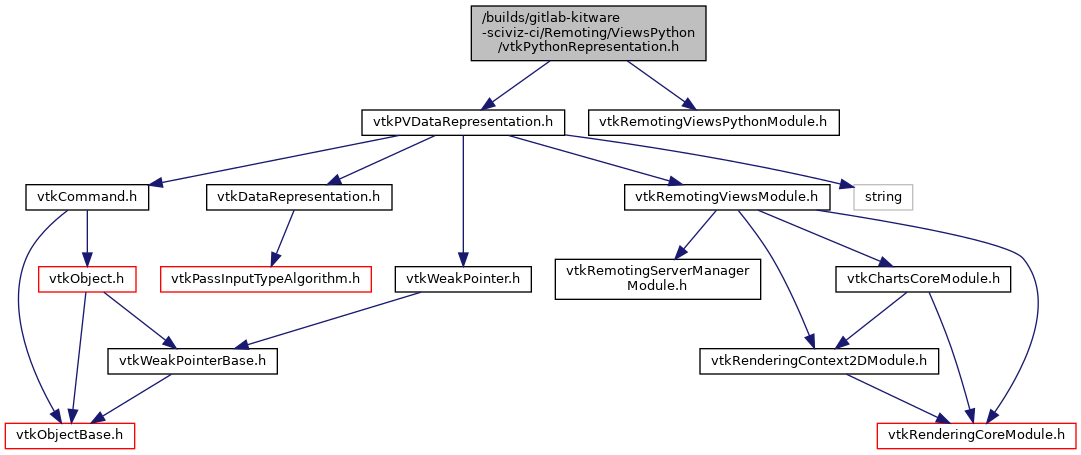 /builds/gitlab-kitware
-sciviz-ci/Remoting/ViewsPython
/vtkPythonRepresentation.h
vtkPVDataRepresentation.h
vtkRemotingViewsPythonModule.h
vtkCommand.h
vtkDataRepresentation.h
vtkRemotingViewsModule.h
string
vtkObject.h
vtkPassInputTypeAlgorithm.h
vtkWeakPointer.h
vtkRemotingServerManager
Module.h
vtkChartsCoreModule.h
vtkWeakPointerBase.h
vtkRenderingContext2DModule.h
vtkObjectBase.h
vtkRenderingCoreModule.h